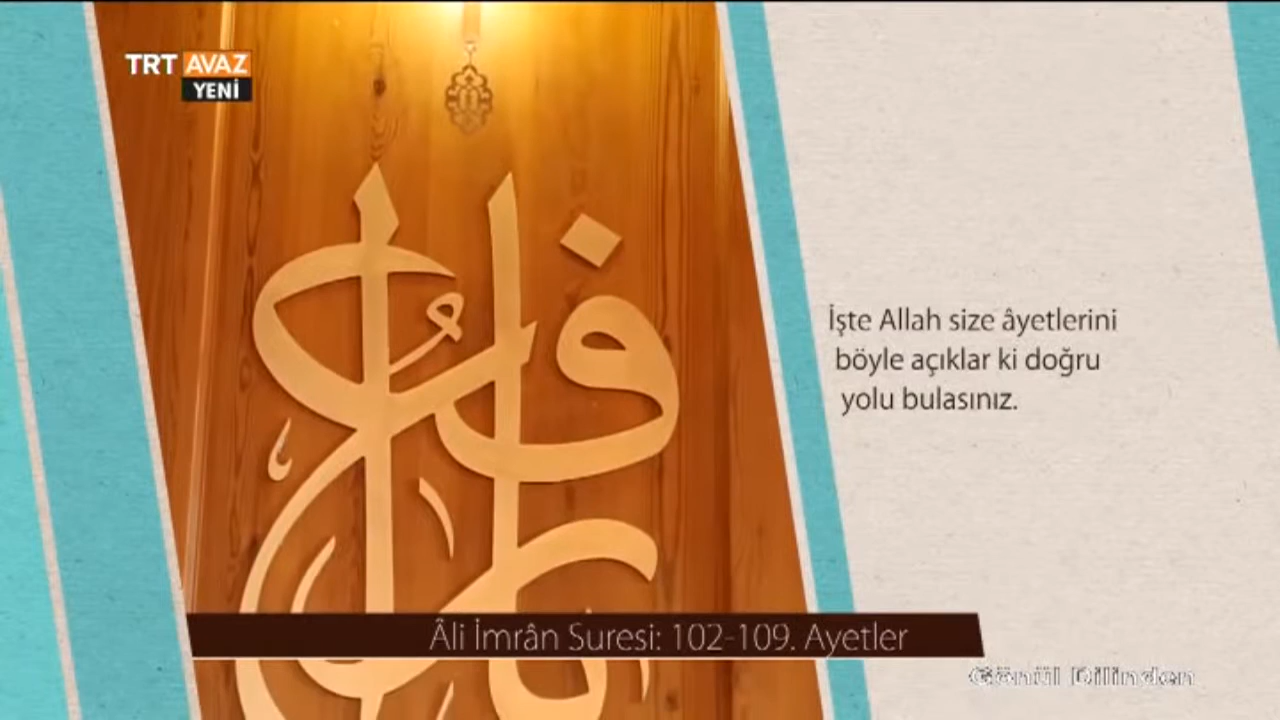 TRT AVAZ
YENİ
İşte Allah size âyetlerini
böyle açıklar ki doğru
yolu bulasınız.
Âli İmrân Suresi: 102-109. Ayetler
Gönül Dilinden